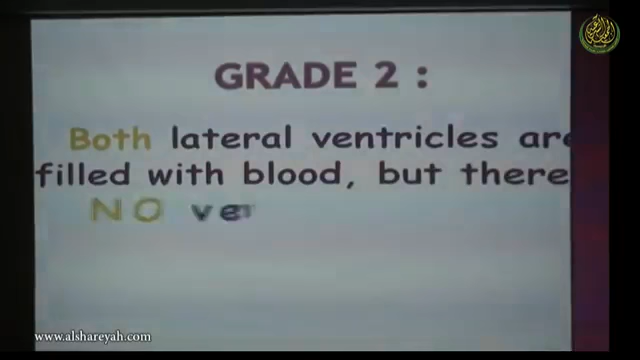 GRADE 2 :
Both lateral ventricles are
filled with blood, but there
NO ve
www.alshareyah.com